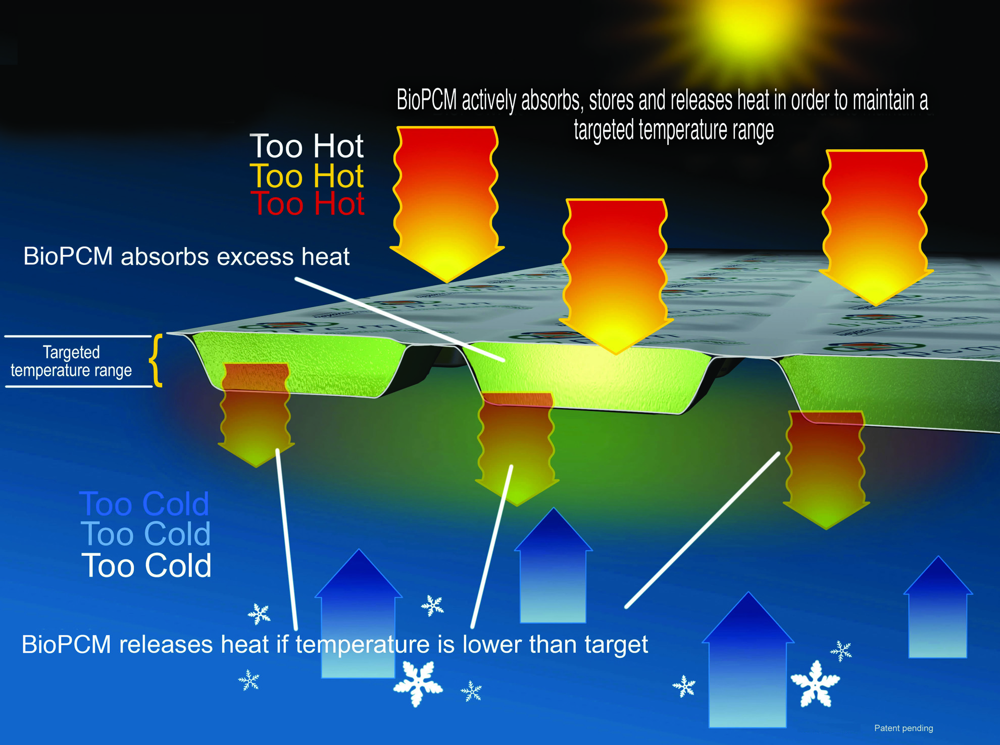 BioPCM actively absorbs, stores and releases heat in order to maintain a
targeted temperature range
Too Hot
Too Hot
Too Hot
BioPCM absorbs excess heat
Targeted
temperature range
Too Cold
Too Cold
Too Cold
BioPCM releases heat if temperature is lower than target
Patent pending